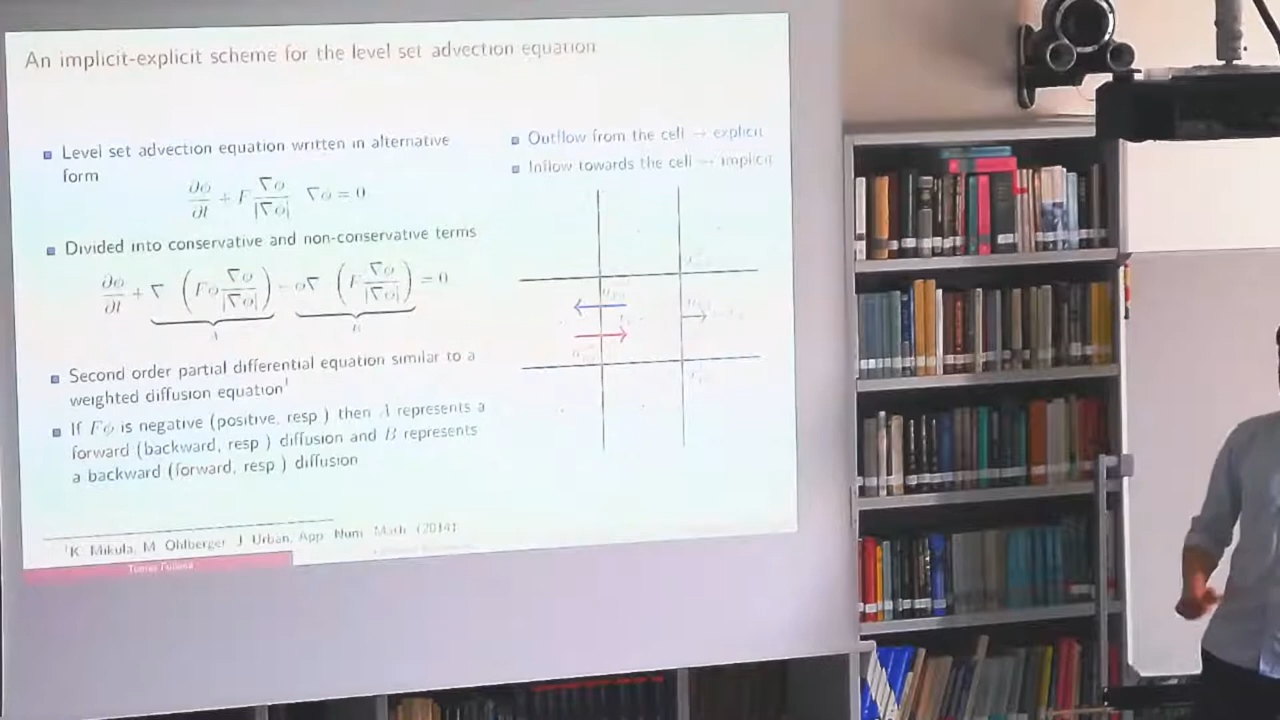 An implicit-explicit scheme for the level set advection equation
Level set advection equation written in alternative
form
∂φ/∂t + F ∇φ/|∇φ| ∇φ = 0
Divided into conservative and non-conservative terms
∂φ/∂t + ∇ (Fφ ∇φ/|∇φ|) − φ∇ (F ∇φ/|∇φ|) = 0
A B
Second order partial differential equation similar to a
weighted diffusion equation¹
If Fφ is negative (positive, resp ) then A represents a
forward (backward, resp ) diffusion and B represents
a backward (forward, resp ) diffusion
Outflow from the cell → explicit
Inflow towards the cell → implicit
¹K. Mikula, M Ohlberger J Urban, App Num Math (2014)